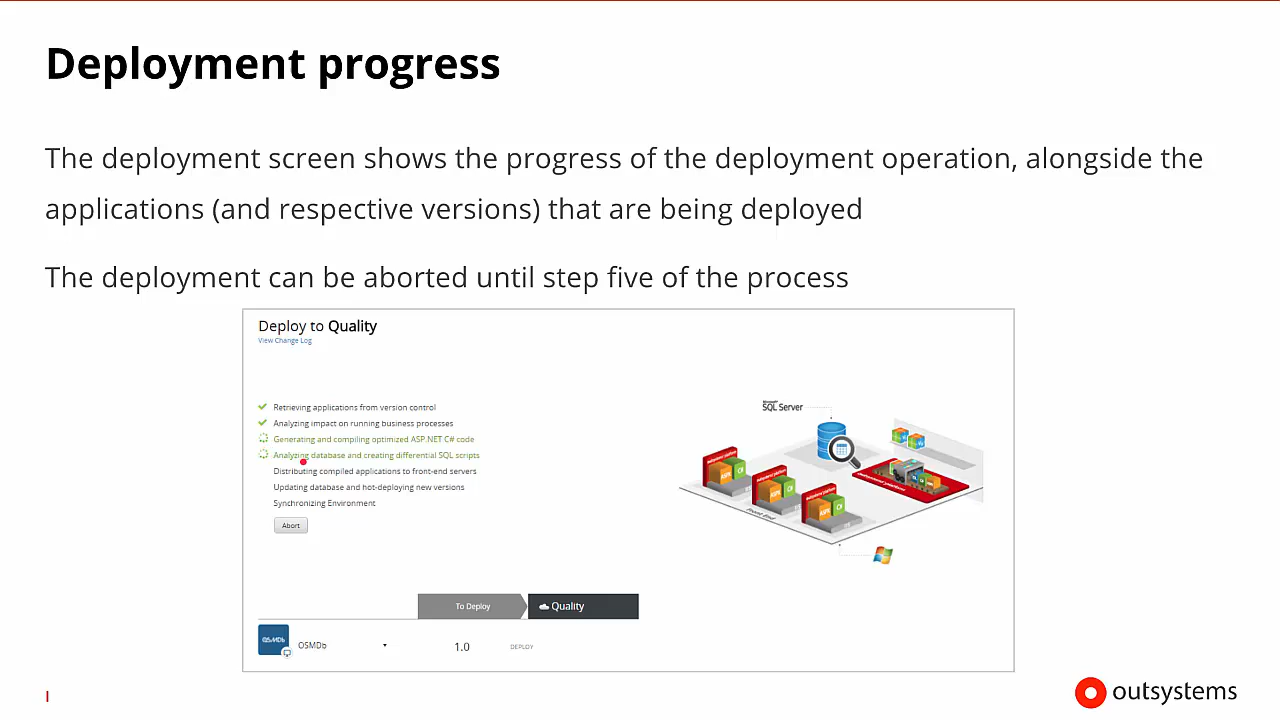 Deployment progress
The deployment screen shows the progress of the deployment operation, alongside the
applications (and respective versions) that are being deployed
The deployment can be aborted until step five of the process
Deploy to Quality
View Change Log
Retrieving applications from version control
Analyzing impact on running business processes
Generating and compiling optimized ASP.NET C# code
Analyzing database and creating differential SQL scripts
Distributing compiled applications to front-end servers
Updating database and hot-deploying new versions
Synchronizing Environment
Abort
Microsoft
SQL Server
To Deploy
Quality
OSMDb
OSMDb
1.0
DEPLOY
outsystems